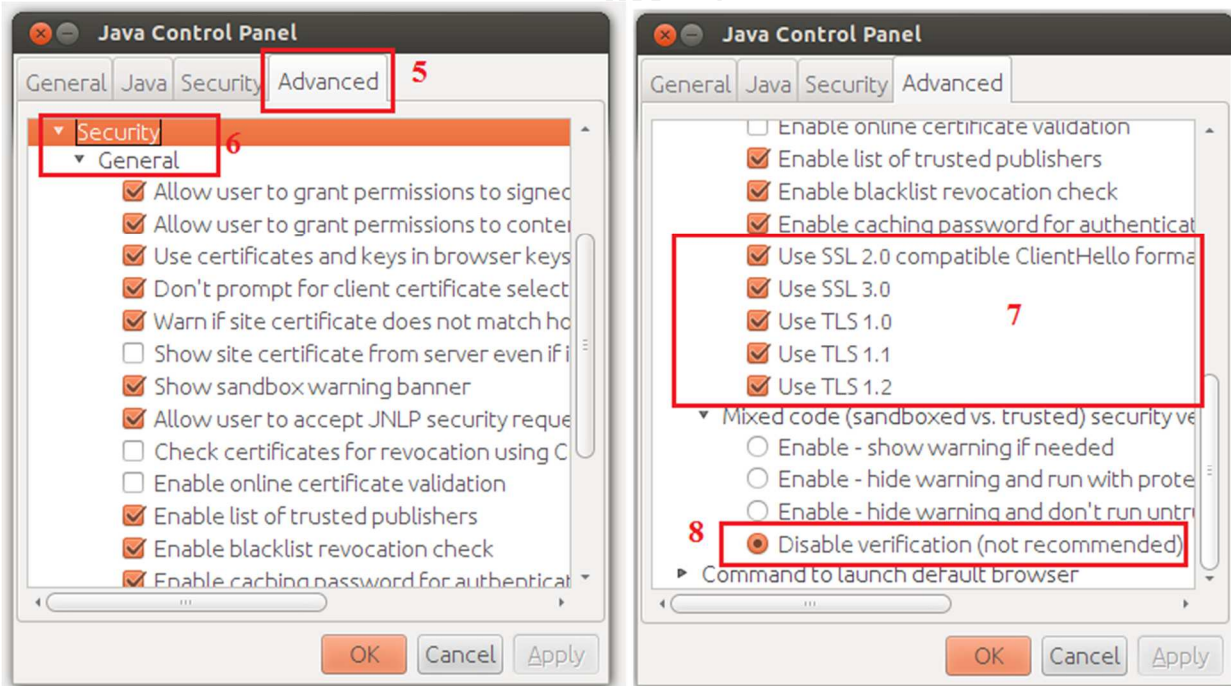 Java Control Panel
General Java Security Advanced 5
Security 6
General
Allow user to grant permissions to signed
Allow user to grant permissions to conter
Use certificates and keys in browser keys
Don't prompt for client certificate select
Warn if site certificate does not match ho
Show site certificate from server even if i
Show sandbox warning banner
Allow user to accept JNLP security reque
Check certificates for revocation using C
Enable online certificate validation
Enable list of trusted publishers
Enable blacklist revocation check
Enable caching password for authenticat
OK Cancel Apply
Java Control Panel
General Java Security Advanced
Enable online certificate validation
Enable list of trusted publishers
Enable blacklist revocation check
Enable caching password for authenticat
Use SSL 2.0 compatible ClientHello forma
Use SSL 3.0
Use TLS 1.0 7
Use TLS 1.1
Use TLS 1.2
Mixed code (sandboxed vs. trusted) security ve
Enable - show warning if needed
Enable - hide warning and run with prote
Enable - hide warning and don't run untru
8 Disable verification (not recommended)
Command to launch default browser
OK Cancel Apply